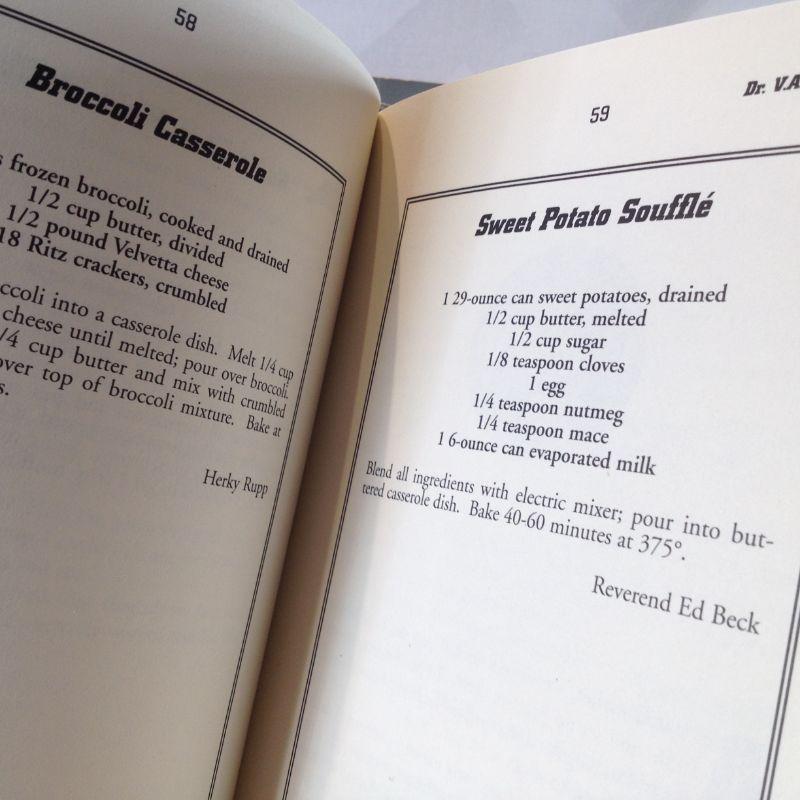 58
Broccoli Casserole
frozen broccoli, cooked and drained
1/2 cup butter, divided
1/2 pound Velvetta cheese
18 Ritz crackers, crumbled
into a casserole dish. Melt 1/4 cup
cheese until melted; pour over broccoli.
cup butter and mix with crumbled
over top of broccoli mixture. Bake at
Herky Rupp
59
Dr. V.A
Sweet Potato Soufflé
1 29-ounce can sweet potatoes, drained
1/2 cup butter, melted
1/2 cup sugar
1/8 teaspoon cloves
1 egg
1/4 teaspoon nutmeg
1/4 teaspoon mace
1 6-ounce can evaporated milk
Blend all ingredients with electric mixer; pour into but-
tered casserole dish. Bake 40-60 minutes at 375°.
Reverend Ed Beck